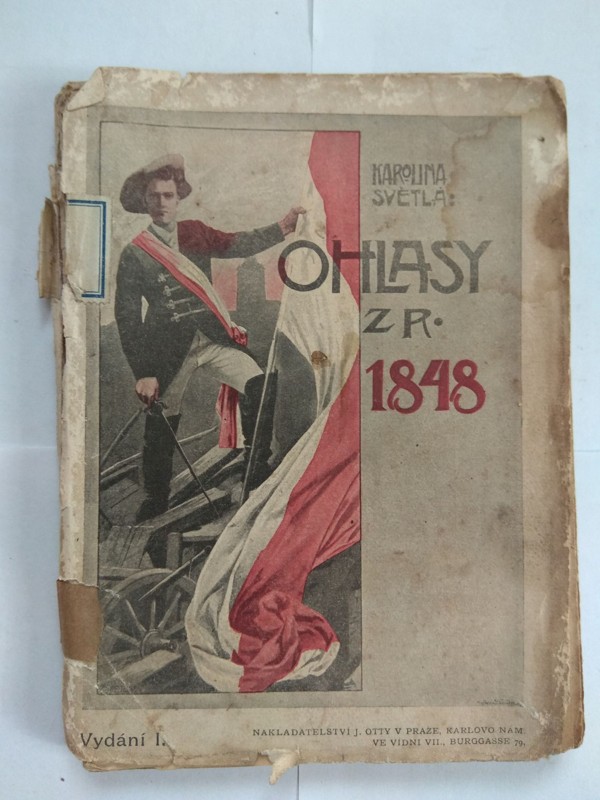 KAROLINA
SVĚTLÁ:
OHLASY
Z R.
1848
Vydání I.
NAKLADATELSTVÍ J. OTTY V PRAZE, KARLOVO NÁM.
VE VÍDNI VII., BURGGASSE 79.